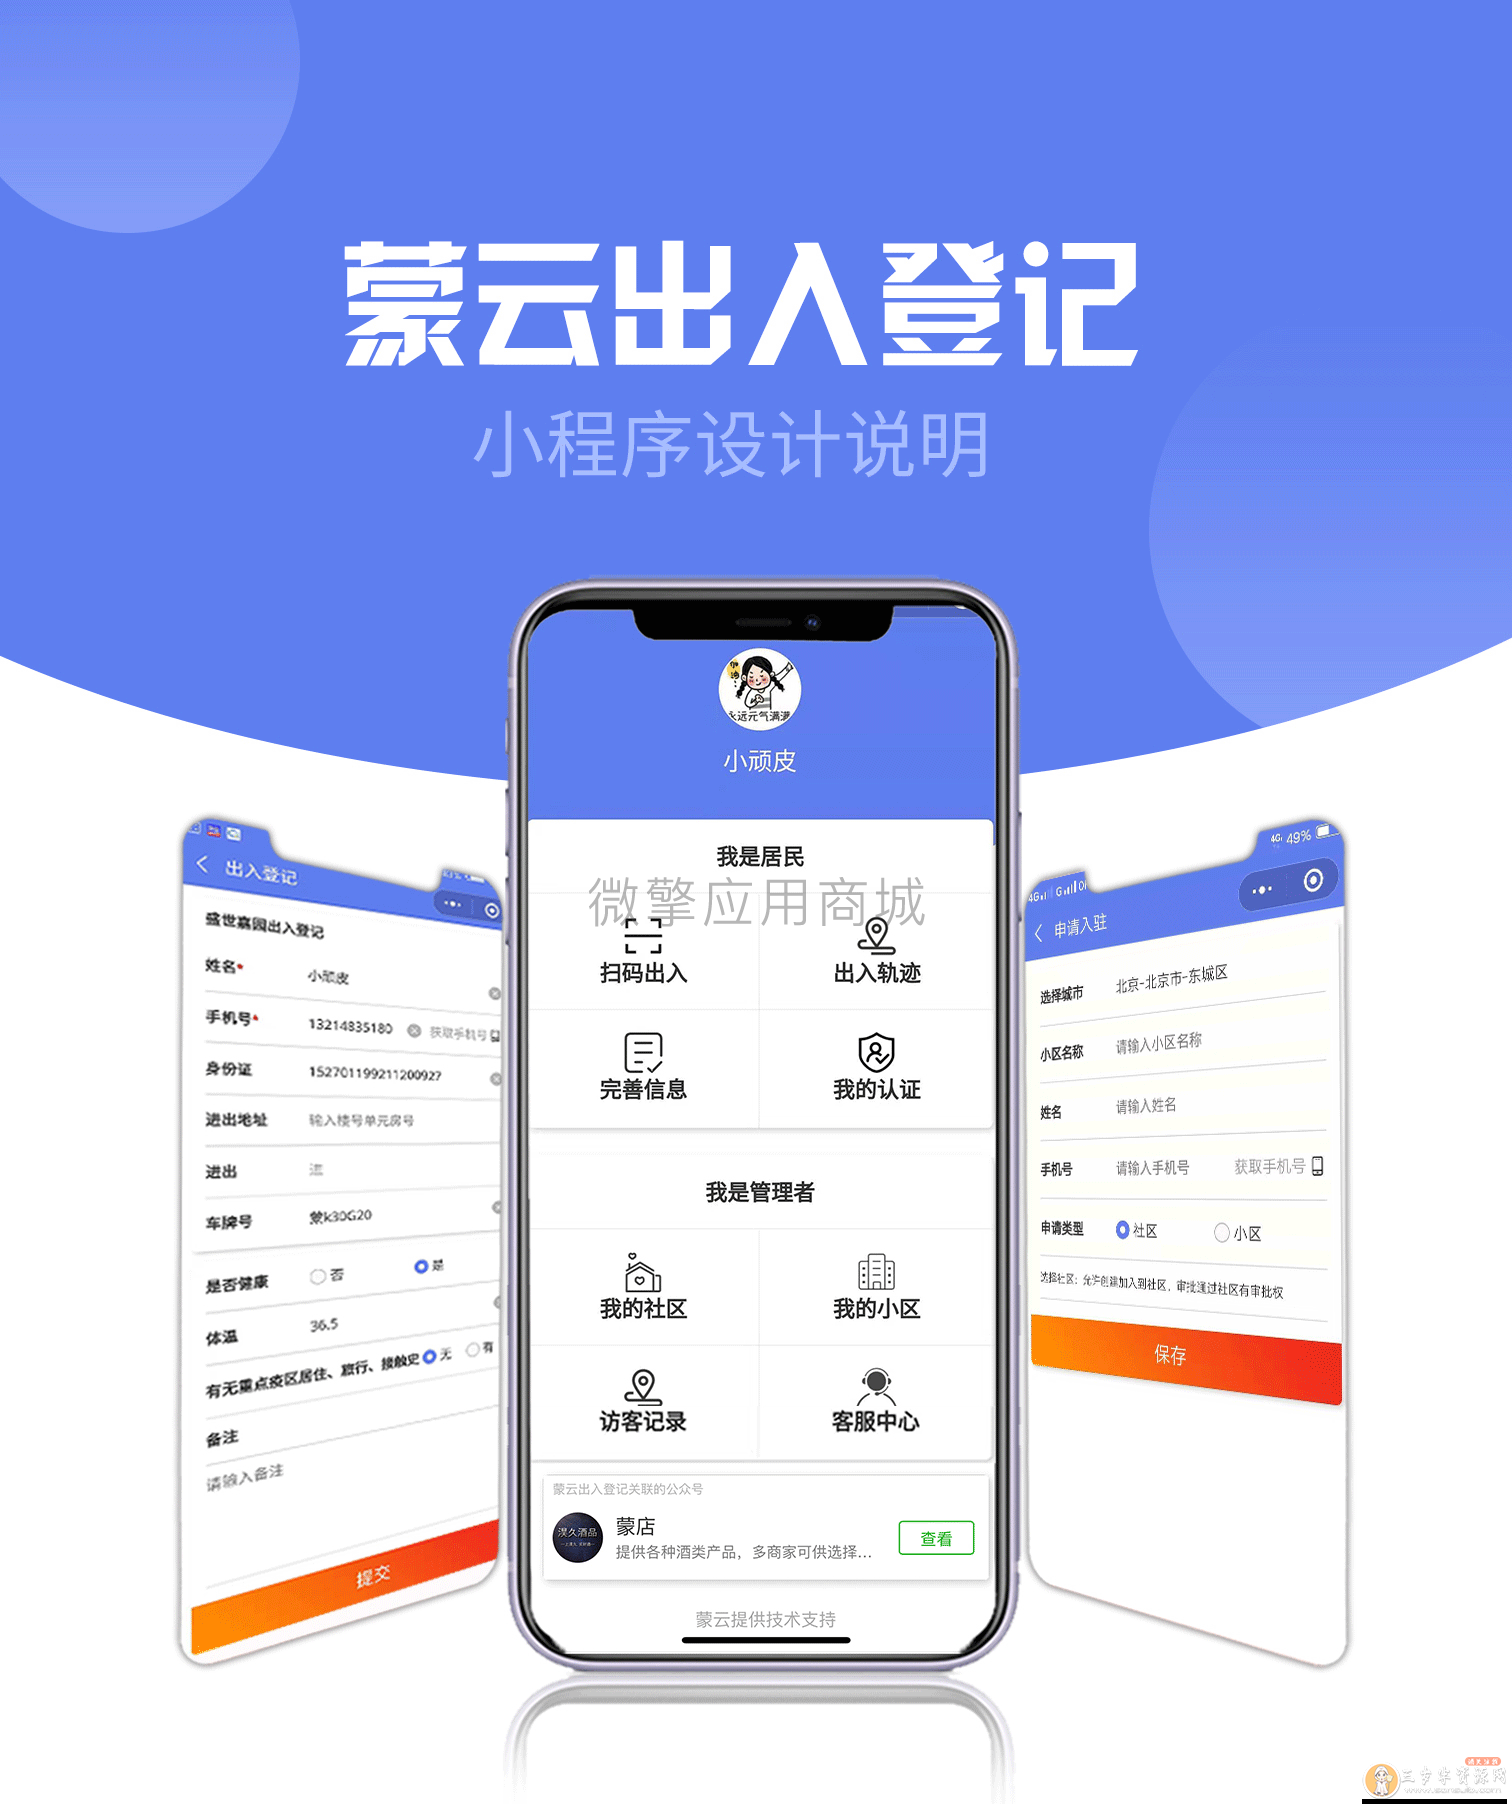 蒙云出入登记
小程序设计说明
永远元气满满
小顽皮
我是居民
微擎应用商城
扫码出入
出入轨迹
完善信息
我的认证
我是管理者
我的社区
我的小区
访客记录
客服中心
蒙云出入登记关联的公众号
蒙店
提供各种酒类产品，多商家可供选择...
查看
蒙云提供技术支持
出入登记
盛世嘉园出入登记
姓名* 小顽皮
手机号* 13214835180 获取手机号
身份证 152701199211200927
进出地址 输入楼号单元房号
进出 进
车牌号 蒙k30G20
是否健康 否 是
体温 36.5
有无重点疫区居住、旅行、接触史 无 有
备注
请输入备注
提交
4G 49%
申请入驻
选择城市 北京-北京市-东城区
小区名称 请输入小区名称
姓名 请输入姓名
手机号 请输入手机号 获取手机号
申请类型 社区 小区
选择社区：允许创建加入到社区，审批通过社区有审批权
保存